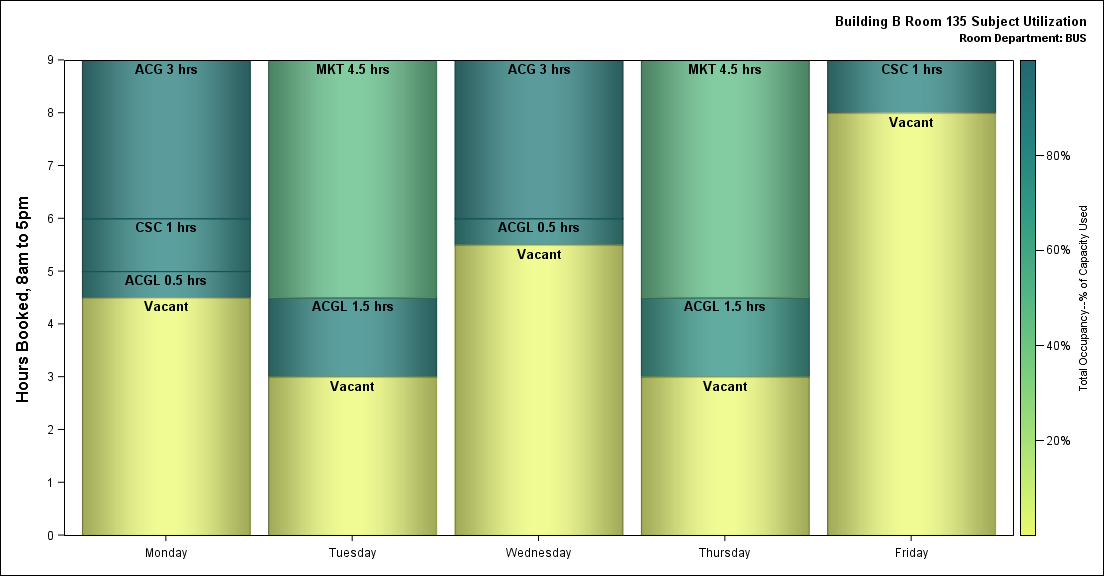 Building B Room 135 Subject Utilization
Room Department: BUS
Hours Booked, 8am to 5pm
9
8
7
6
5
4
3
2
1
0
ACG 3 hrs
CSC 1 hrs
ACGL 0.5 hrs
Vacant
MKT 4.5 hrs
ACGL 1.5 hrs
Vacant
ACG 3 hrs
ACGL 0.5 hrs
Vacant
MKT 4.5 hrs
ACGL 1.5 hrs
Vacant
CSC 1 hrs
Vacant
Monday
Tuesday
Wednesday
Thursday
Friday
80%
60%
40%
20%
Total Occupancy--% of Capacity Used